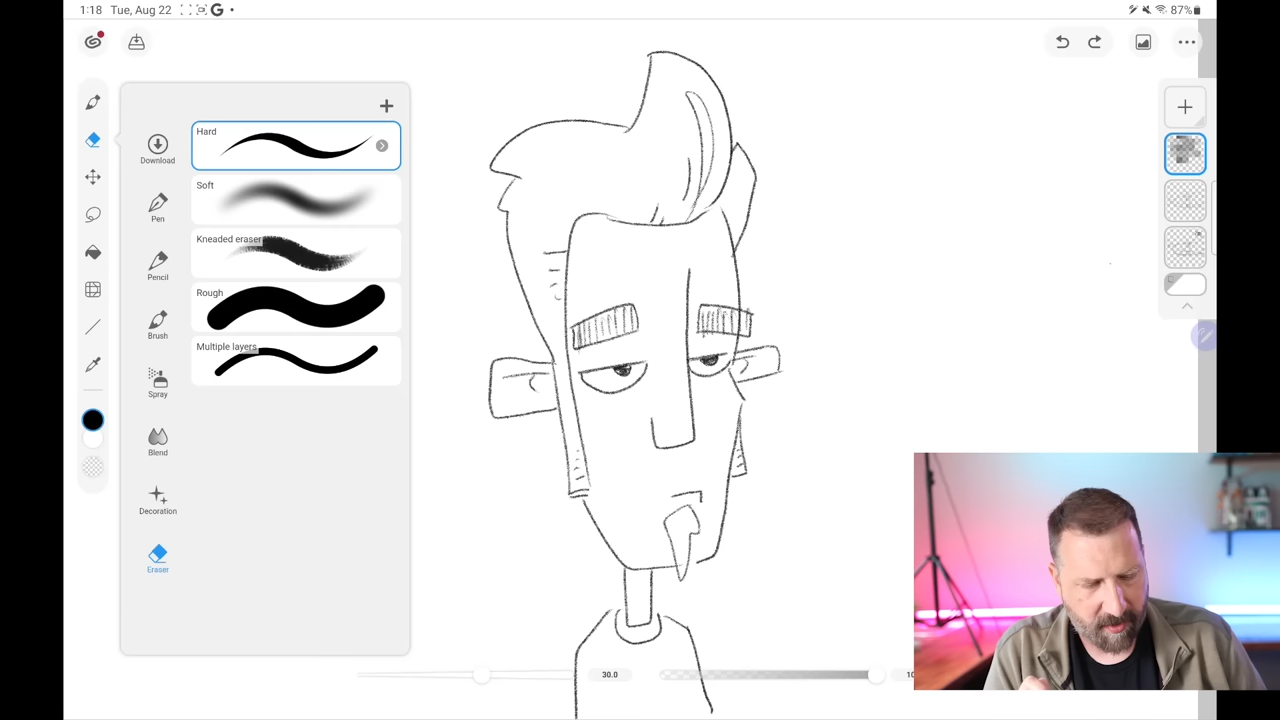 1:18 Tue, Aug 22 87%
Hard
Soft
Kneaded eraser
Rough
Multiple layers
Download
Pen
Pencil
Brush
Spray
Blend
Decoration
Eraser
30.0